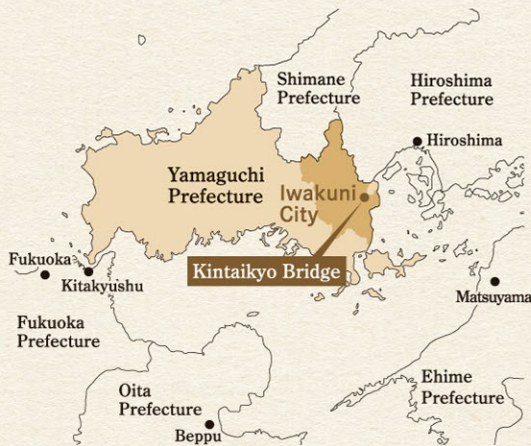 Shimane
Prefecture
Hiroshima
Prefecture
Hiroshima
Yamaguchi
Prefecture
Iwakuni
City
Kintaikyo Bridge
Fukuoka
Kitakyushu
Fukuoka
Prefecture
Matsuyama
Oita
Prefecture
Beppu
Ehime
Prefecture